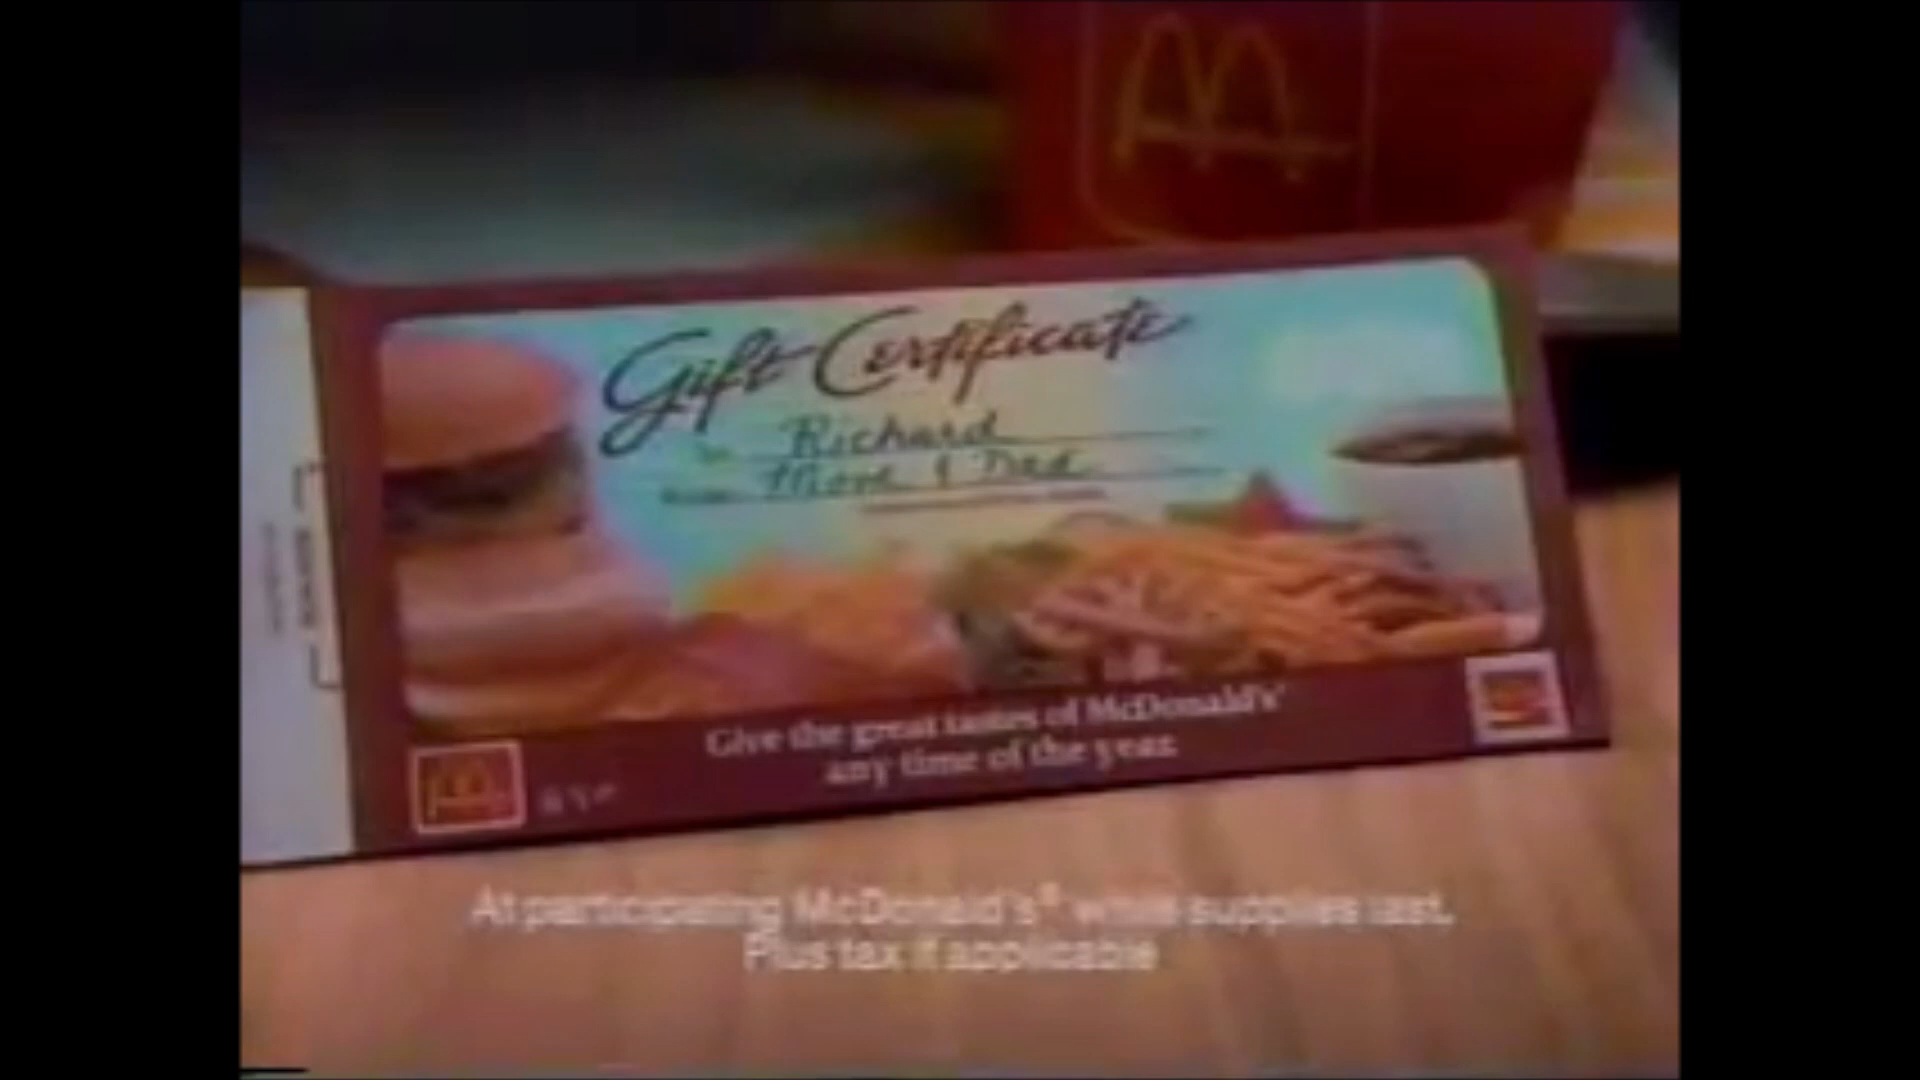 Gift Certificate
Richard
Mom & Dad
Give the great tastes of McDonald's®
any time of the year.
At participating McDonald's® while supplies last.
Plus tax if applicable